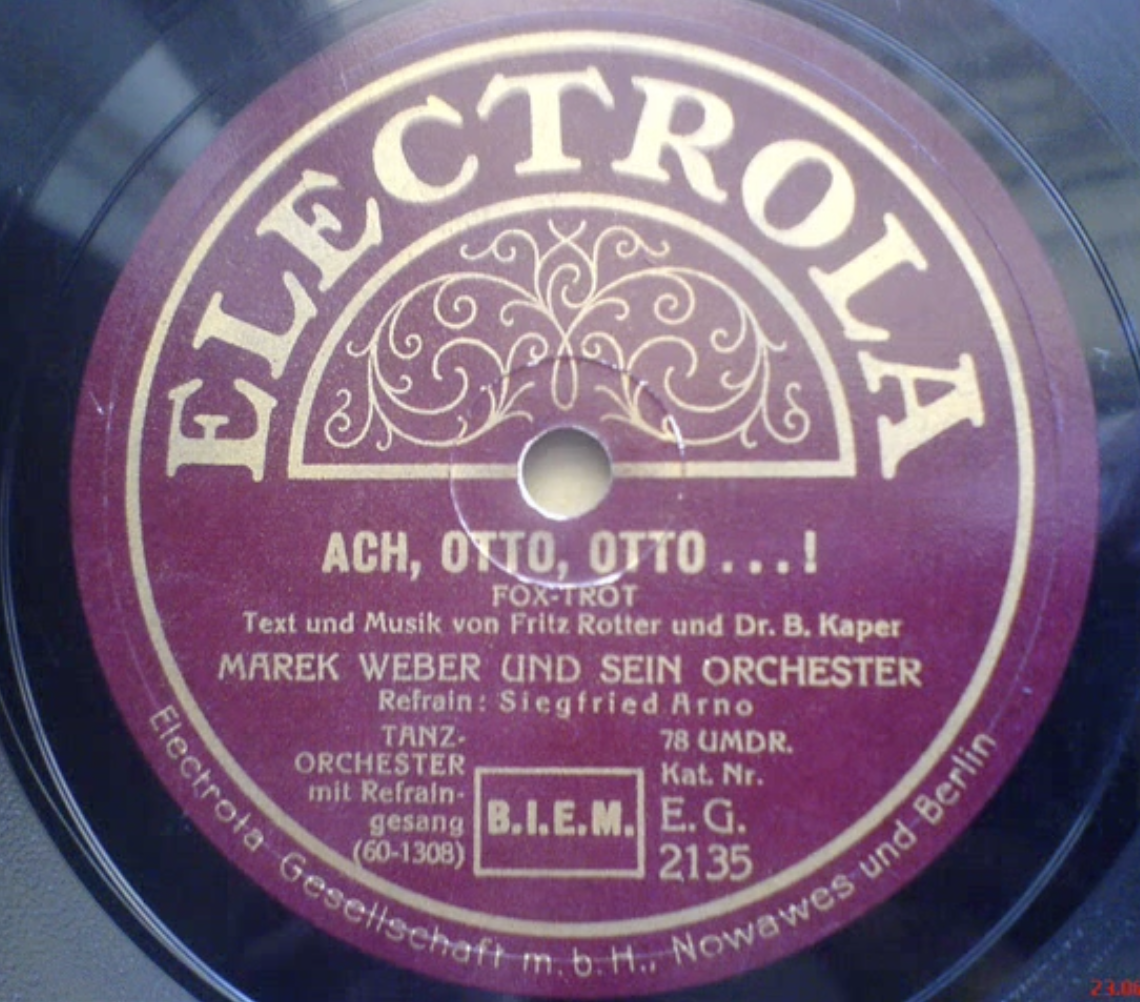 ELECTROLA
ACH, OTTO, OTTO . . . !
FOX-TROT
Text und Musik von Fritz Rotter und Dr. B. Kaper
MAREK WEBER UND SEIN ORCHESTER
Refrain: Siegfried Arno
TANZ-
ORCHESTER
mit Refrain-
gesang
(60-1308)
B.I.E.M.
78 UMDR.
Kat. Nr.
E.G.
2135
Electrola Gesellschaft m.b.H., Nowawes und Berlin